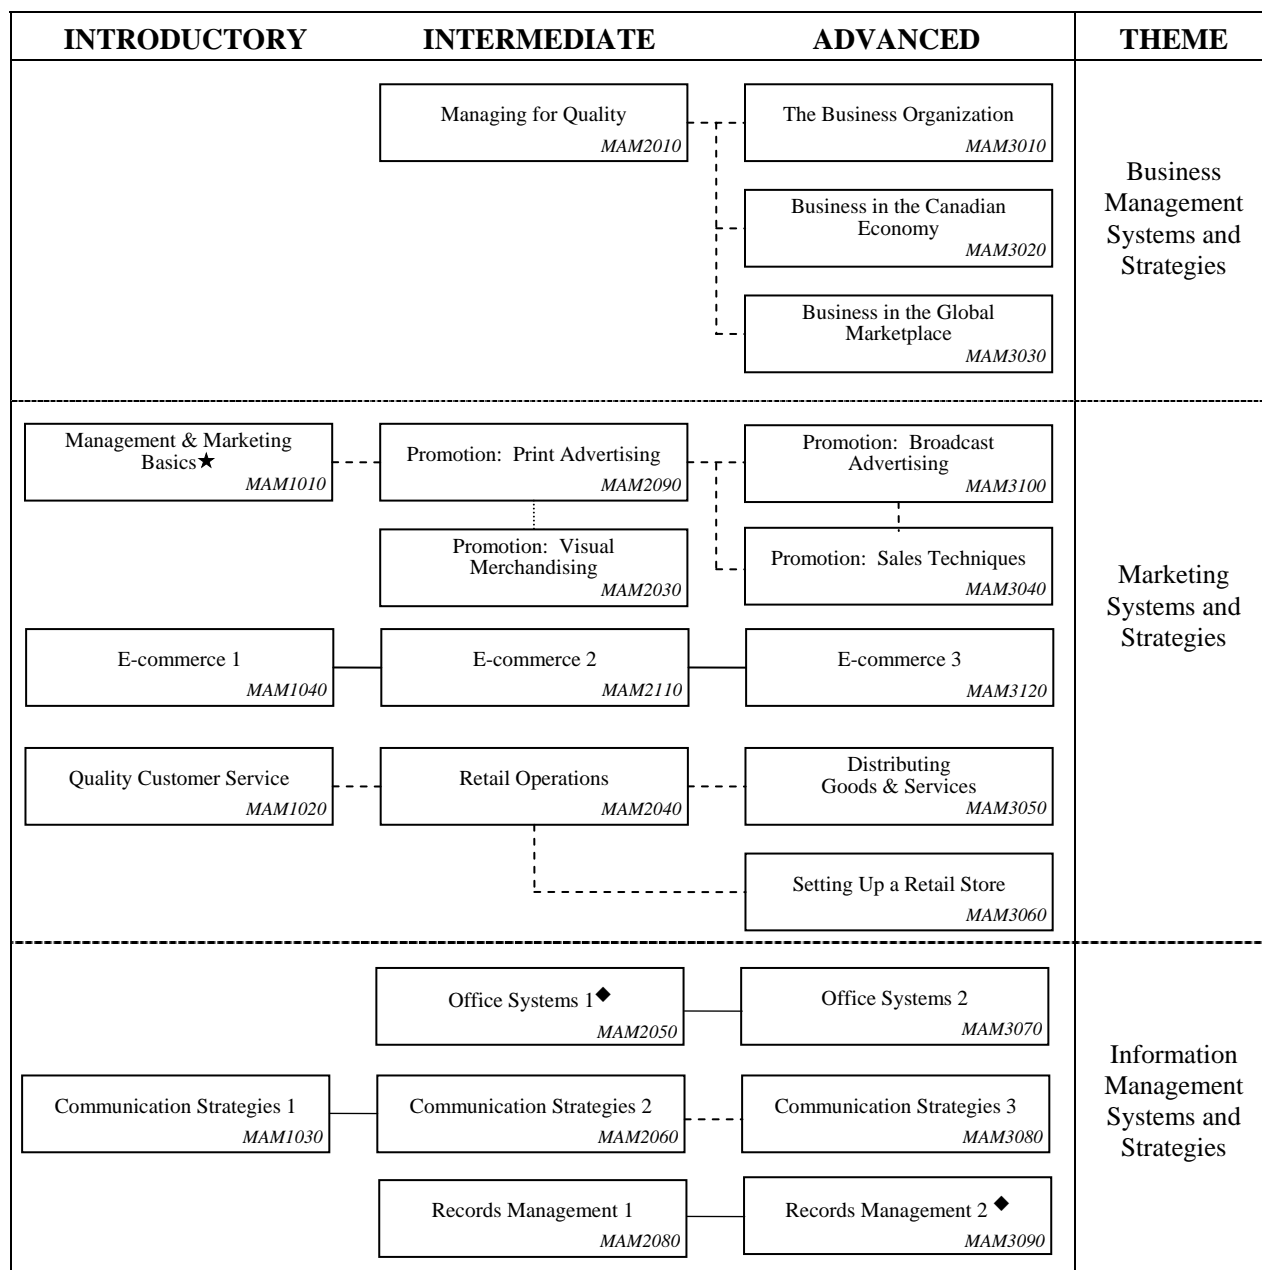 INTRODUCTORY INTERMEDIATE ADVANCED THEME
Managing for Quality
MAM2010
The Business Organization
MAM3010
Business in the Canadian
Economy
MAM3020
Business in the Global
Marketplace
MAM3030
Business
Management
Systems and
Strategies
Management & Marketing
Basics★
MAM1010
Promotion: Print Advertising
MAM2090
Promotion: Broadcast
Advertising
MAM3100
Promotion: Visual
Merchandising
MAM2030
Promotion: Sales Techniques
MAM3040
E-commerce 1
MAM1040
E-commerce 2
MAM2110
E-commerce 3
MAM3120
Quality Customer Service
MAM1020
Retail Operations
MAM2040
Distributing
Goods & Services
MAM3050
Setting Up a Retail Store
MAM3060
Marketing
Systems and
Strategies
Office Systems 1◆
MAM2050
Office Systems 2
MAM3070
Communication Strategies 1
MAM1030
Communication Strategies 2
MAM2060
Communication Strategies 3
MAM3080
Records Management 1
MAM2080
Records Management 2 ◆
MAM3090
Information
Management
Systems and
Strategies